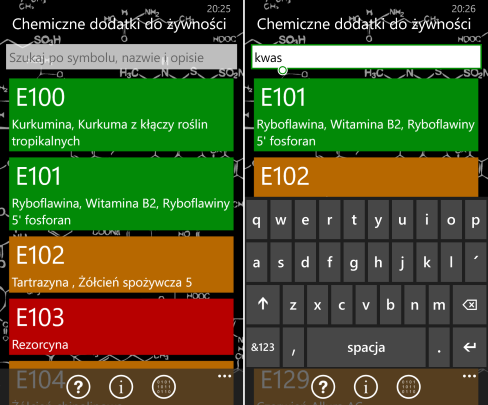 20:25
Chemiczne dodatki do żywności
Szukaj po symbolu, nazwie i opisie
E100
Kurkumina, Kurkuma z kłączy roślin
tropikalnych
E101
Ryboflawina, Witamina B2, Ryboflawiny
5' fosforan
E102
Tartrazyna , Żółcień spożywcza 5
E103
Rezorcyna
E104
?
i
...
20:26
Chemiczne dodatki do żywności
kwas
E101
Ryboflawina, Witamina B2, Ryboflawiny
5' fosforan
E102
q w e r t y u i o p
a s d f g h j k l ´
z x c v b n m
&123 , spacja .
E129
?
i
...